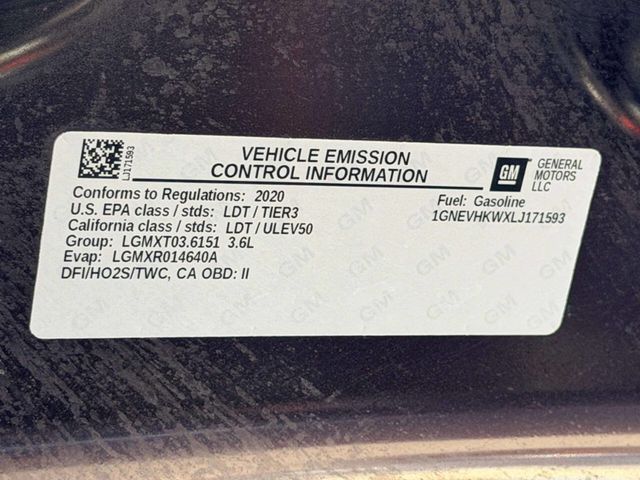 LJ171593
VEHICLE EMISSION
CONTROL INFORMATION
GM
GENERAL
MOTORS
LLC
Conforms to Regulations: 2020
U.S. EPA class / stds: LDT / TIER3
California class / stds: LDT / ULEV50
Group: LGMXT03.6151 3.6L
Evap: LGMXR014640A
DFI/HO2S/TWC, CA OBD: II
Fuel: Gasoline
1GNEVHKWXLJ171593